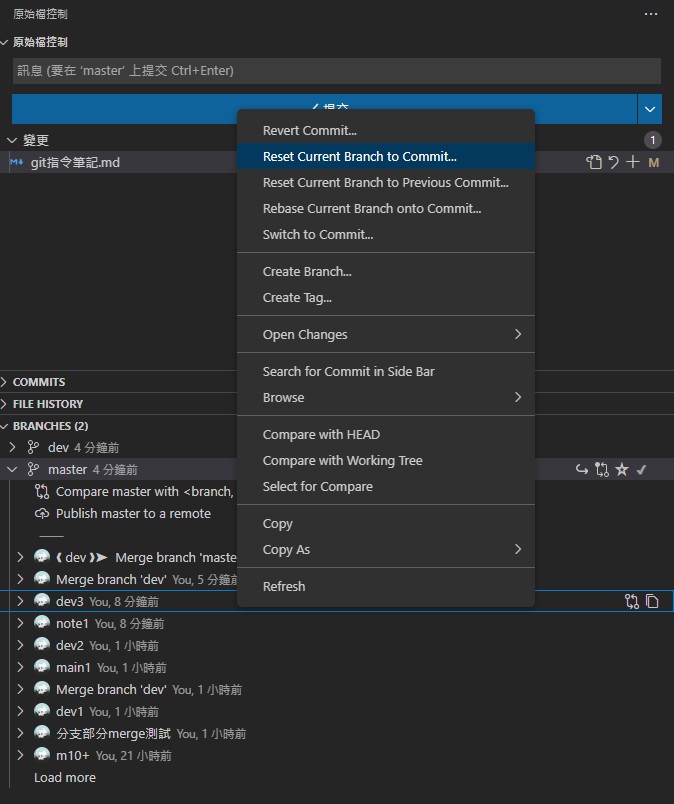 原始檔控制
原始檔控制
訊息 (要在 ‘master’ 上提交 Ctrl+Enter)
提交
Revert Commit...
變更
1
Reset Current Branch to Commit...
git指令筆記.md
M
Reset Current Branch to Previous Commit...
Rebase Current Branch onto Commit...
Switch to Commit...
Create Branch...
Create Tag...
Open Changes
Search for Commit in Side Bar
COMMITS
Browse
FILE HISTORY
BRANCHES (2)
Compare with HEAD
dev 4 分鐘前
Compare with Working Tree
master 4 分鐘前
Select for Compare
Compare master with <branch,
Publish master to a remote
Copy
Copy As
❪ dev ❫➤ Merge branch 'maste
Merge branch 'dev' You, 5 分鐘
Refresh
dev3 You, 8 分鐘前
note1 You, 8 分鐘前
dev2 You, 1 小時前
main1 You, 1 小時前
Merge branch 'dev' You, 1 小時前
dev1 You, 1 小時前
分支部分merge測試 You, 1 小時前
m10+ You, 21 小時前
Load more